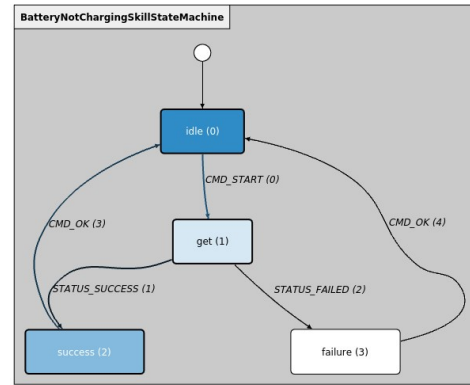 BatteryNotChargingSkillStateMachine
idle (0)
CMD_START (0)
CMD_OK (3)
CMD_OK (4)
get (1)
STATUS_SUCCESS (1)
STATUS_FAILED (2)
success (2)
failure (3)